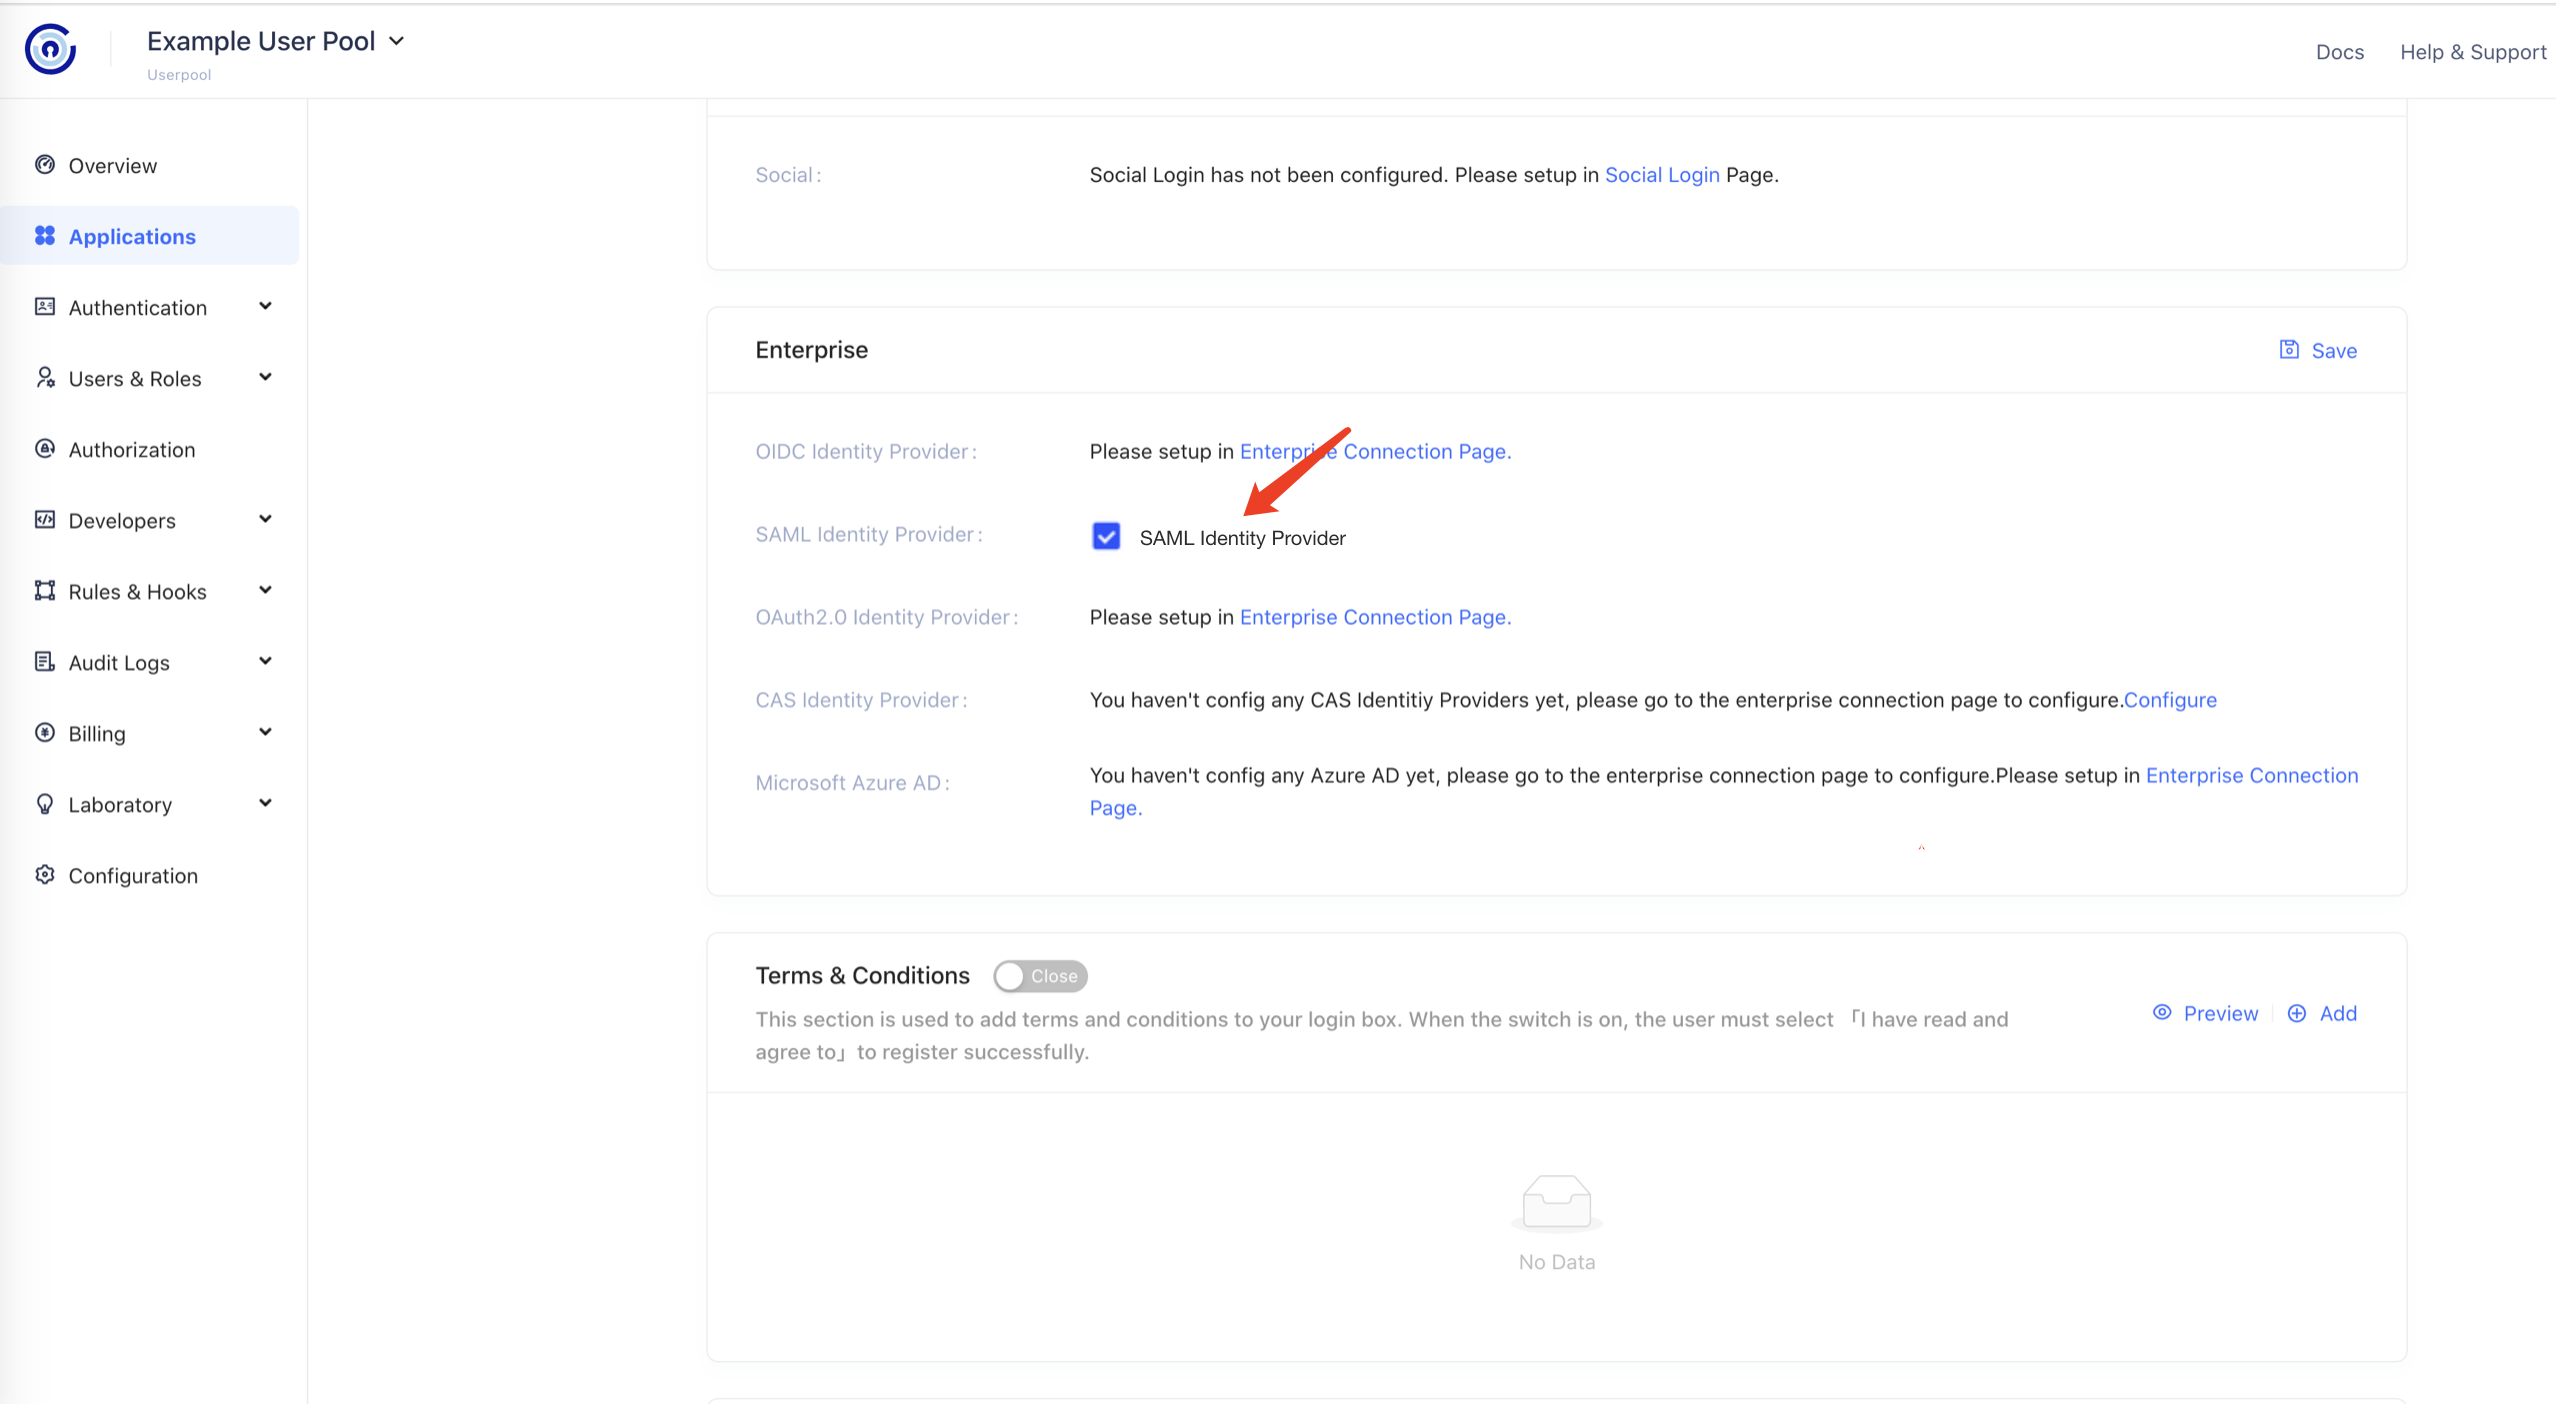 Example User Pool
Userpool
Docs
Help & Support
Overview
Applications
Authentication
Users & Roles
Authorization
Developers
Rules & Hooks
Audit Logs
Billing
Laboratory
Configuration
Social:
Social Login has not been configured. Please setup in Social Login Page.
Enterprise
Save
OIDC Identity Provider:
Please setup in Enterprise Connection Page.
SAML Identity Provider:
SAML Identity Provider
OAuth2.0 Identity Provider:
Please setup in Enterprise Connection Page.
CAS Identity Provider:
You haven't config any CAS Identitiy Providers yet, please go to the enterprise connection page to configure.Configure
Microsoft Azure AD:
You haven't config any Azure AD yet, please go to the enterprise connection page to configure.Please setup in Enterprise Connection
Page.
Terms & Conditions
Close
This section is used to add terms and conditions to your login box. When the switch is on, the user must select 「I have read and
agree to」 to register successfully.
Preview
Add
No Data